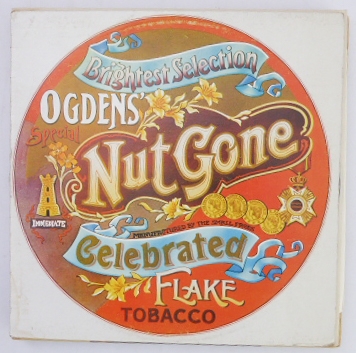 Brightest Selection
OGDENS'
Special
Nut Gone
IMMEDIATE
MANUFACTURED BY THE SMALL FACES
Celebrated
FLAKE
TOBACCO